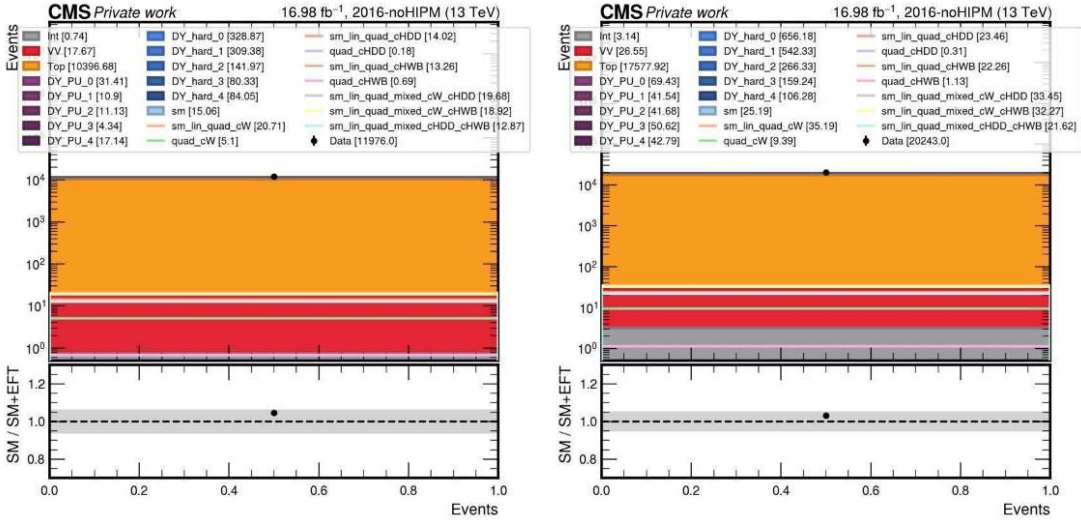 CMS Private work 16.98 fb⁻¹, 2016-noHIPM (13 TeV)
Events
Int [0.74] DY_hard_0 [328.87] sm_lin_quad_cHDD [14.02]
VV [17.67] DY_hard_1 [309.38] quad_cHDD [0.18]
Top [10396.68] DY_hard_2 [141.97] sm_lin_quad_cHWB [13.26]
DY_PU_0 [31.41] DY_hard_3 [80.33] quad_cHWB [0.69]
DY_PU_1 [10.9] DY_hard_4 [84.05] sm_lin_quad_mixed_cW_cHDD [19.68]
DY_PU_2 [11.13] sm [15.06] sm_lin_quad_mixed_cW_cHWB [18.92]
DY_PU_3 [4.34] sm_lin_quad_cW [20.71] sm_lin_quad_mixed_cHDD_cHWB [12.87]
DY_PU_4 [17.14] quad_cW [5.1] Data [11976.0]
10⁴
10³
10²
10¹
10⁰
SM / SM+EFT
1.2
1.0
0.8
0.0 0.2 0.4 0.6 0.8 1.0
Events
CMS Private work 16.98 fb⁻¹, 2016-noHIPM (13 TeV)
Events
Int [3.14] DY_hard_0 [656.18] sm_lin_quad_cHDD [23.46]
VV [26.55] DY_hard_1 [542.33] quad_cHDD [0.31]
Top [17577.92] DY_hard_2 [266.33] sm_lin_quad_cHWB [22.26]
DY_PU_0 [69.43] DY_hard_3 [159.24] quad_cHWB [1.13]
DY_PU_1 [41.54] DY_hard_4 [106.28] sm_lin_quad_mixed_cW_cHDD [33.45]
DY_PU_2 [41.68] sm [25.19] sm_lin_quad_mixed_cW_cHWB [32.27]
DY_PU_3 [50.62] sm_lin_quad_cW [35.19] sm_lin_quad_mixed_cHDD_cHWB [21.62]
DY_PU_4 [42.79] quad_cW [9.39] Data [20243.0]
10⁴
10³
10²
10¹
10⁰
SM / SM+EFT
1.2
1.0
0.8
0.0 0.2 0.4 0.6 0.8 1.0
Events